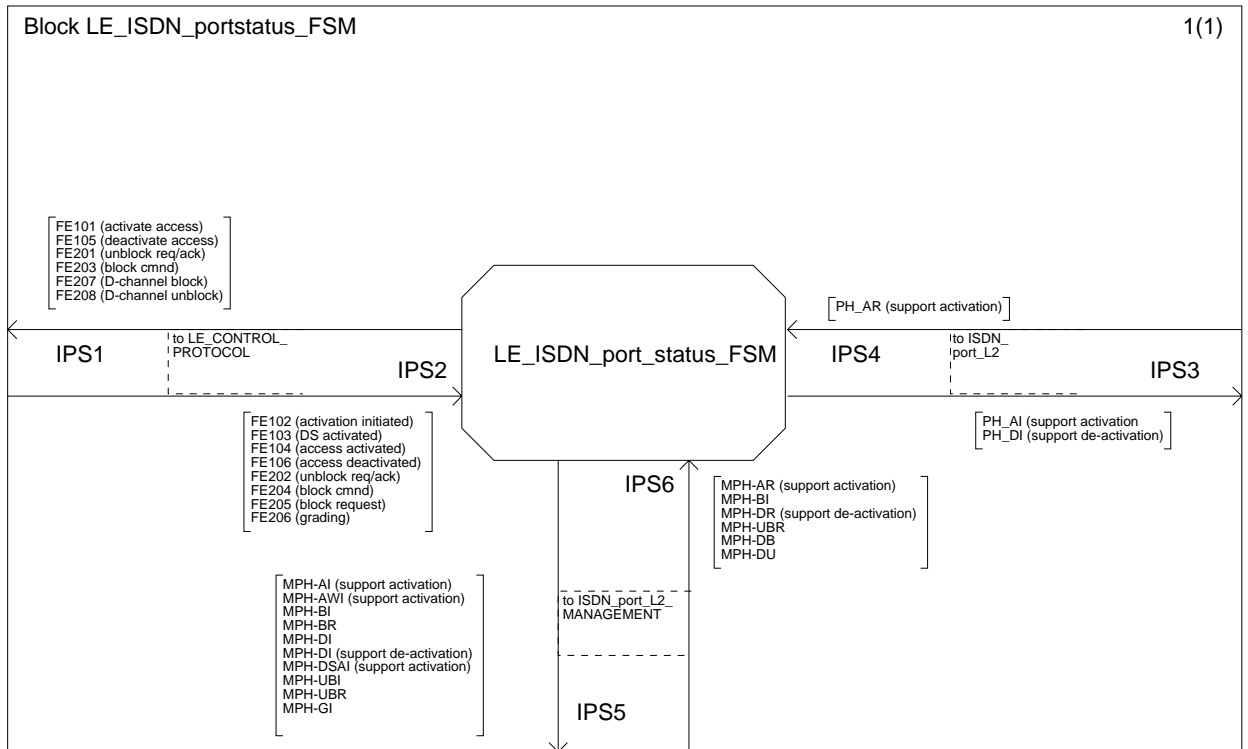 Block LE_ISDN_portstatus_FSM
1(1)
FE101 (activate access)
FE105 (deactivate access)
FE201 (unblock req/ack)
FE203 (block cmnd)
FE207 (D-channel block)
FE208 (D-channel unblock)
PH_AR (support activation)
to LE_CONTROL_
PROTOCOL
IPS1
IPS2
LE_ISDN_port_status_FSM
IPS4
to ISDN_
port_L2
IPS3
FE102 (activation initiated)
FE103 (DS activated)
FE104 (access activated)
FE106 (access deactivated)
FE202 (unblock req/ack)
FE204 (block cmnd)
FE205 (block request)
FE206 (grading)
PH_AI (support activation
PH_DI (support de-activation)
IPS6
MPH-AR (support activation)
MPH-BI
MPH-DR (support de-activation)
MPH-UBR
MPH-DB
MPH-DU
MPH-AI (support activation)
MPH-AWI (support activation)
MPH-BI
MPH-BR
MPH-DI
MPH-DI (support de-activation)
MPH-DSAI (support activation)
MPH-UBI
MPH-UBR
MPH-GI
to ISDN_port_L2_
MANAGEMENT
IPS5